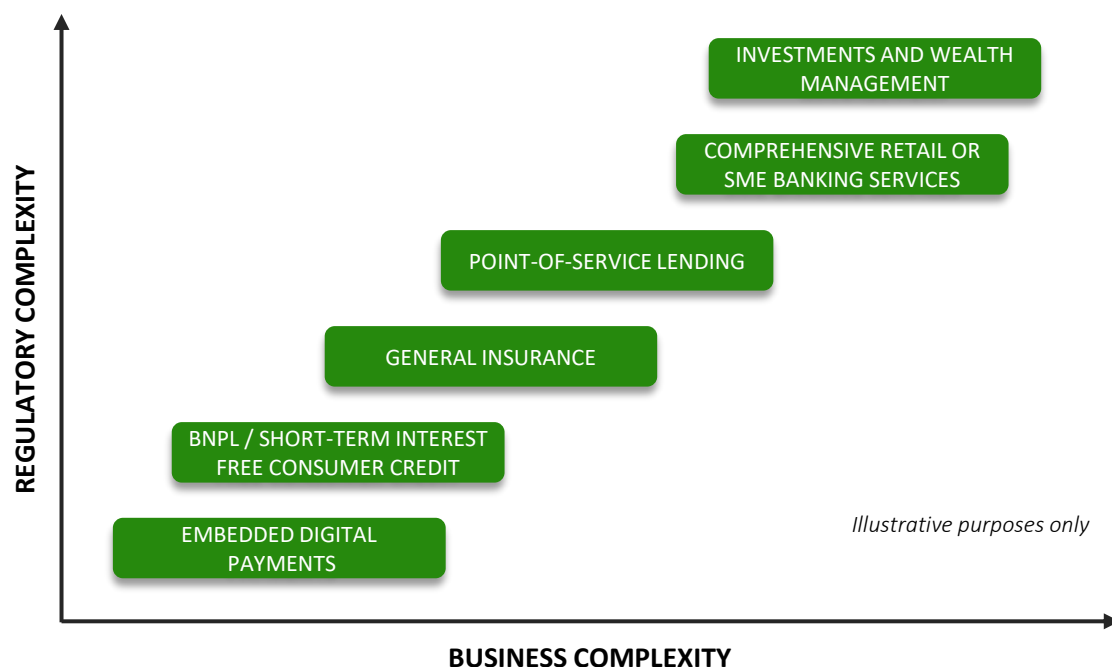 INVESTMENTS AND WEALTH
MANAGEMENT
COMPREHENSIVE RETAIL OR
SME BANKING SERVICES
POINT-OF-SERVICE LENDING
GENERAL INSURANCE
BNPL / SHORT-TERM INTEREST
FREE CONSUMER CREDIT
EMBEDDED DIGITAL
PAYMENTS
Illustrative purposes only
REGULATORY COMPLEXITY
BUSINESS COMPLEXITY